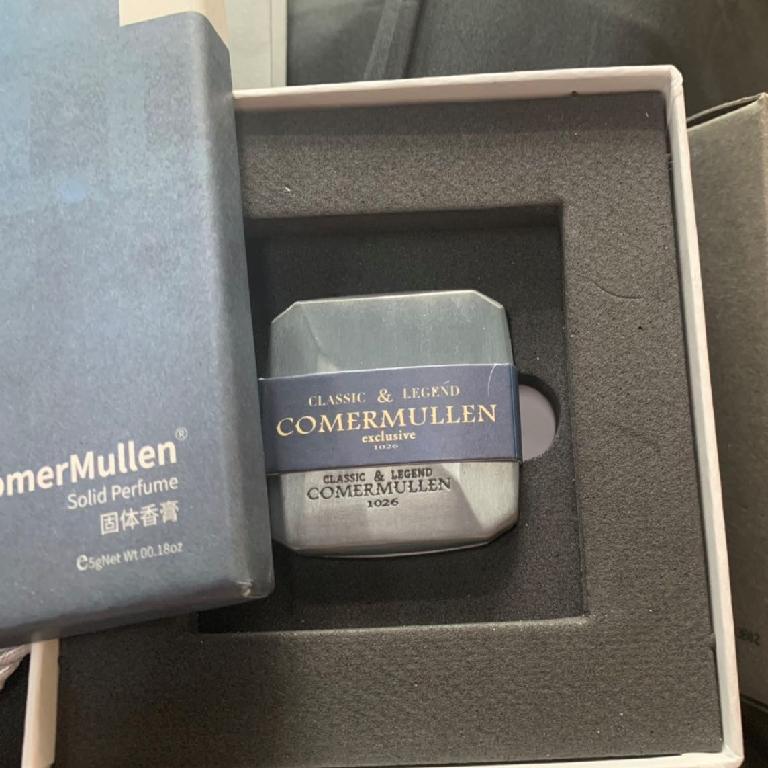 omerMullen®
Solid Perfume
固体香膏
℮5gNet Wt 00.18oz
CLASSIC & LEGEND
COMERMULLEN
exclusive
1026
CLASSIC & LEGEND
COMERMULLEN
1026